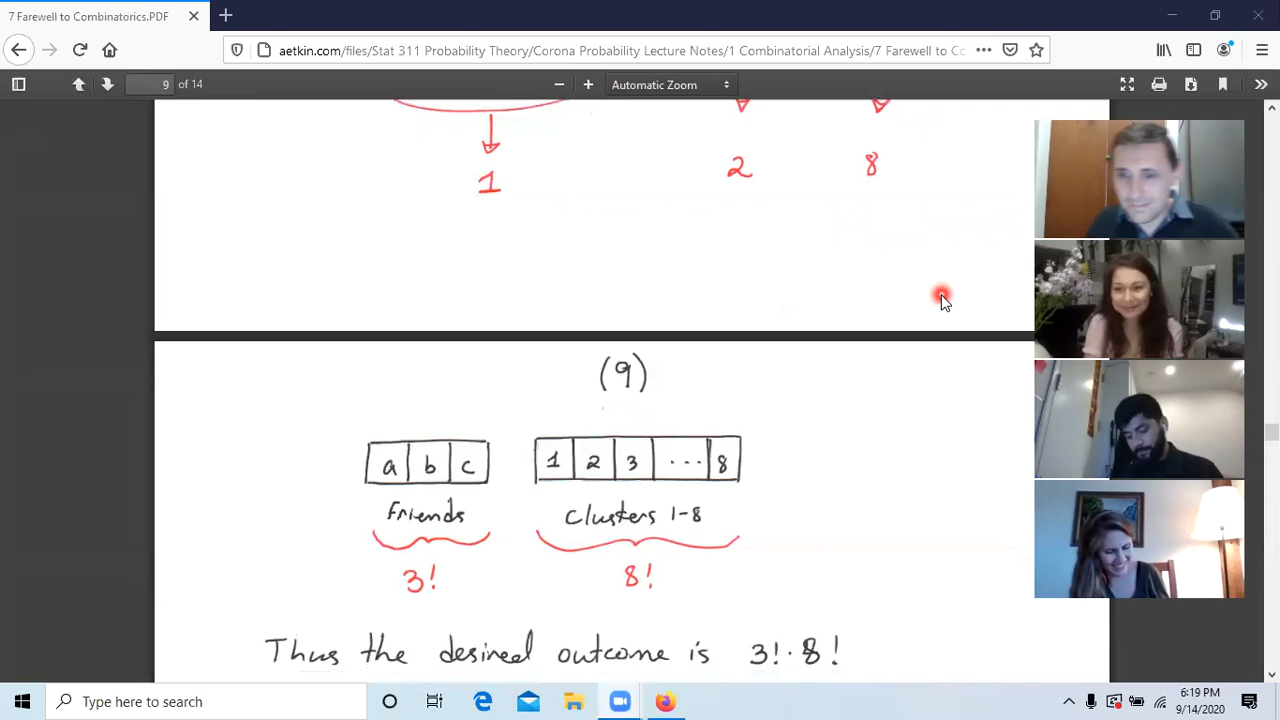 7 Farewell to Combinatorics.PDF
aetkin.com/files/Stat 311 Probability Theory/Corona Probability Lecture Notes/1 Combinatorial Analysis/7 Farewell to Co
9 of 14
Automatic Zoom
1 2 8
(9)
a b c 1 2 3 ... 8
Friends Clusters 1-8
3! 8!
Thus the desired outcome is 3!·8!
Type here to search
6:19 PM
9/14/2020